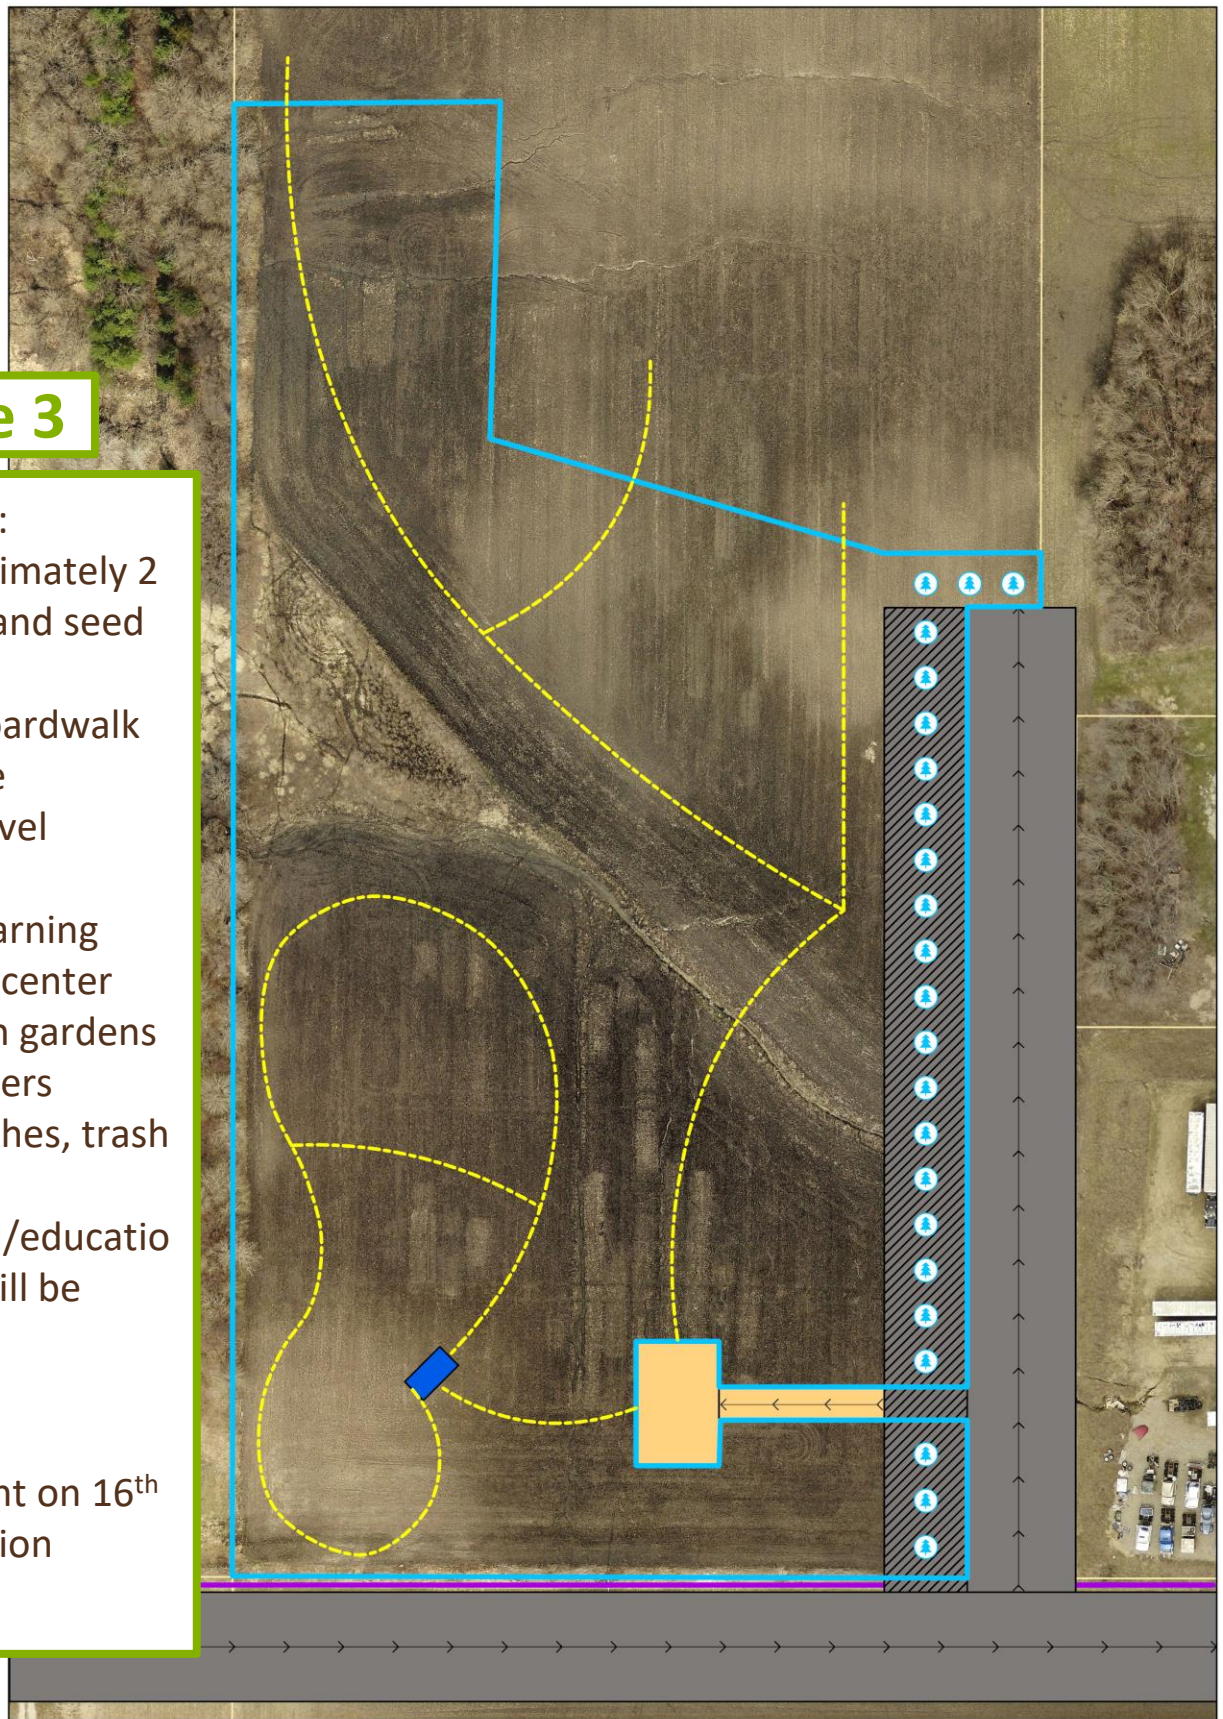 e 3
:
imately 2
and seed
oardwalk
e
vel
arning
center
n gardens
ers
hes, trash
/educatio
ill be
nt on 16th
ion